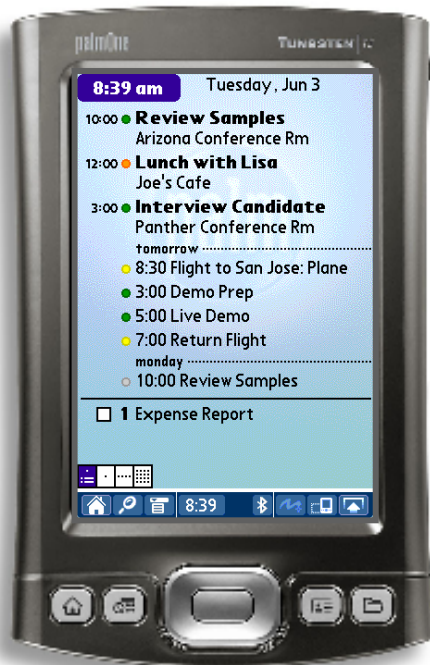 palmOne
TUNGSTEN
8:39 am Tuesday, Jun 3
10:00 Review Samples
Arizona Conference Rm
12:00 Lunch with Lisa
Joe's Cafe
3:00 Interview Candidate
Panther Conference Rm
tomorrow
8:30 Flight to San Jose: Plane
3:00 Demo Prep
5:00 Live Demo
7:00 Return Flight
monday
10:00 Review Samples
1 Expense Report
8:39